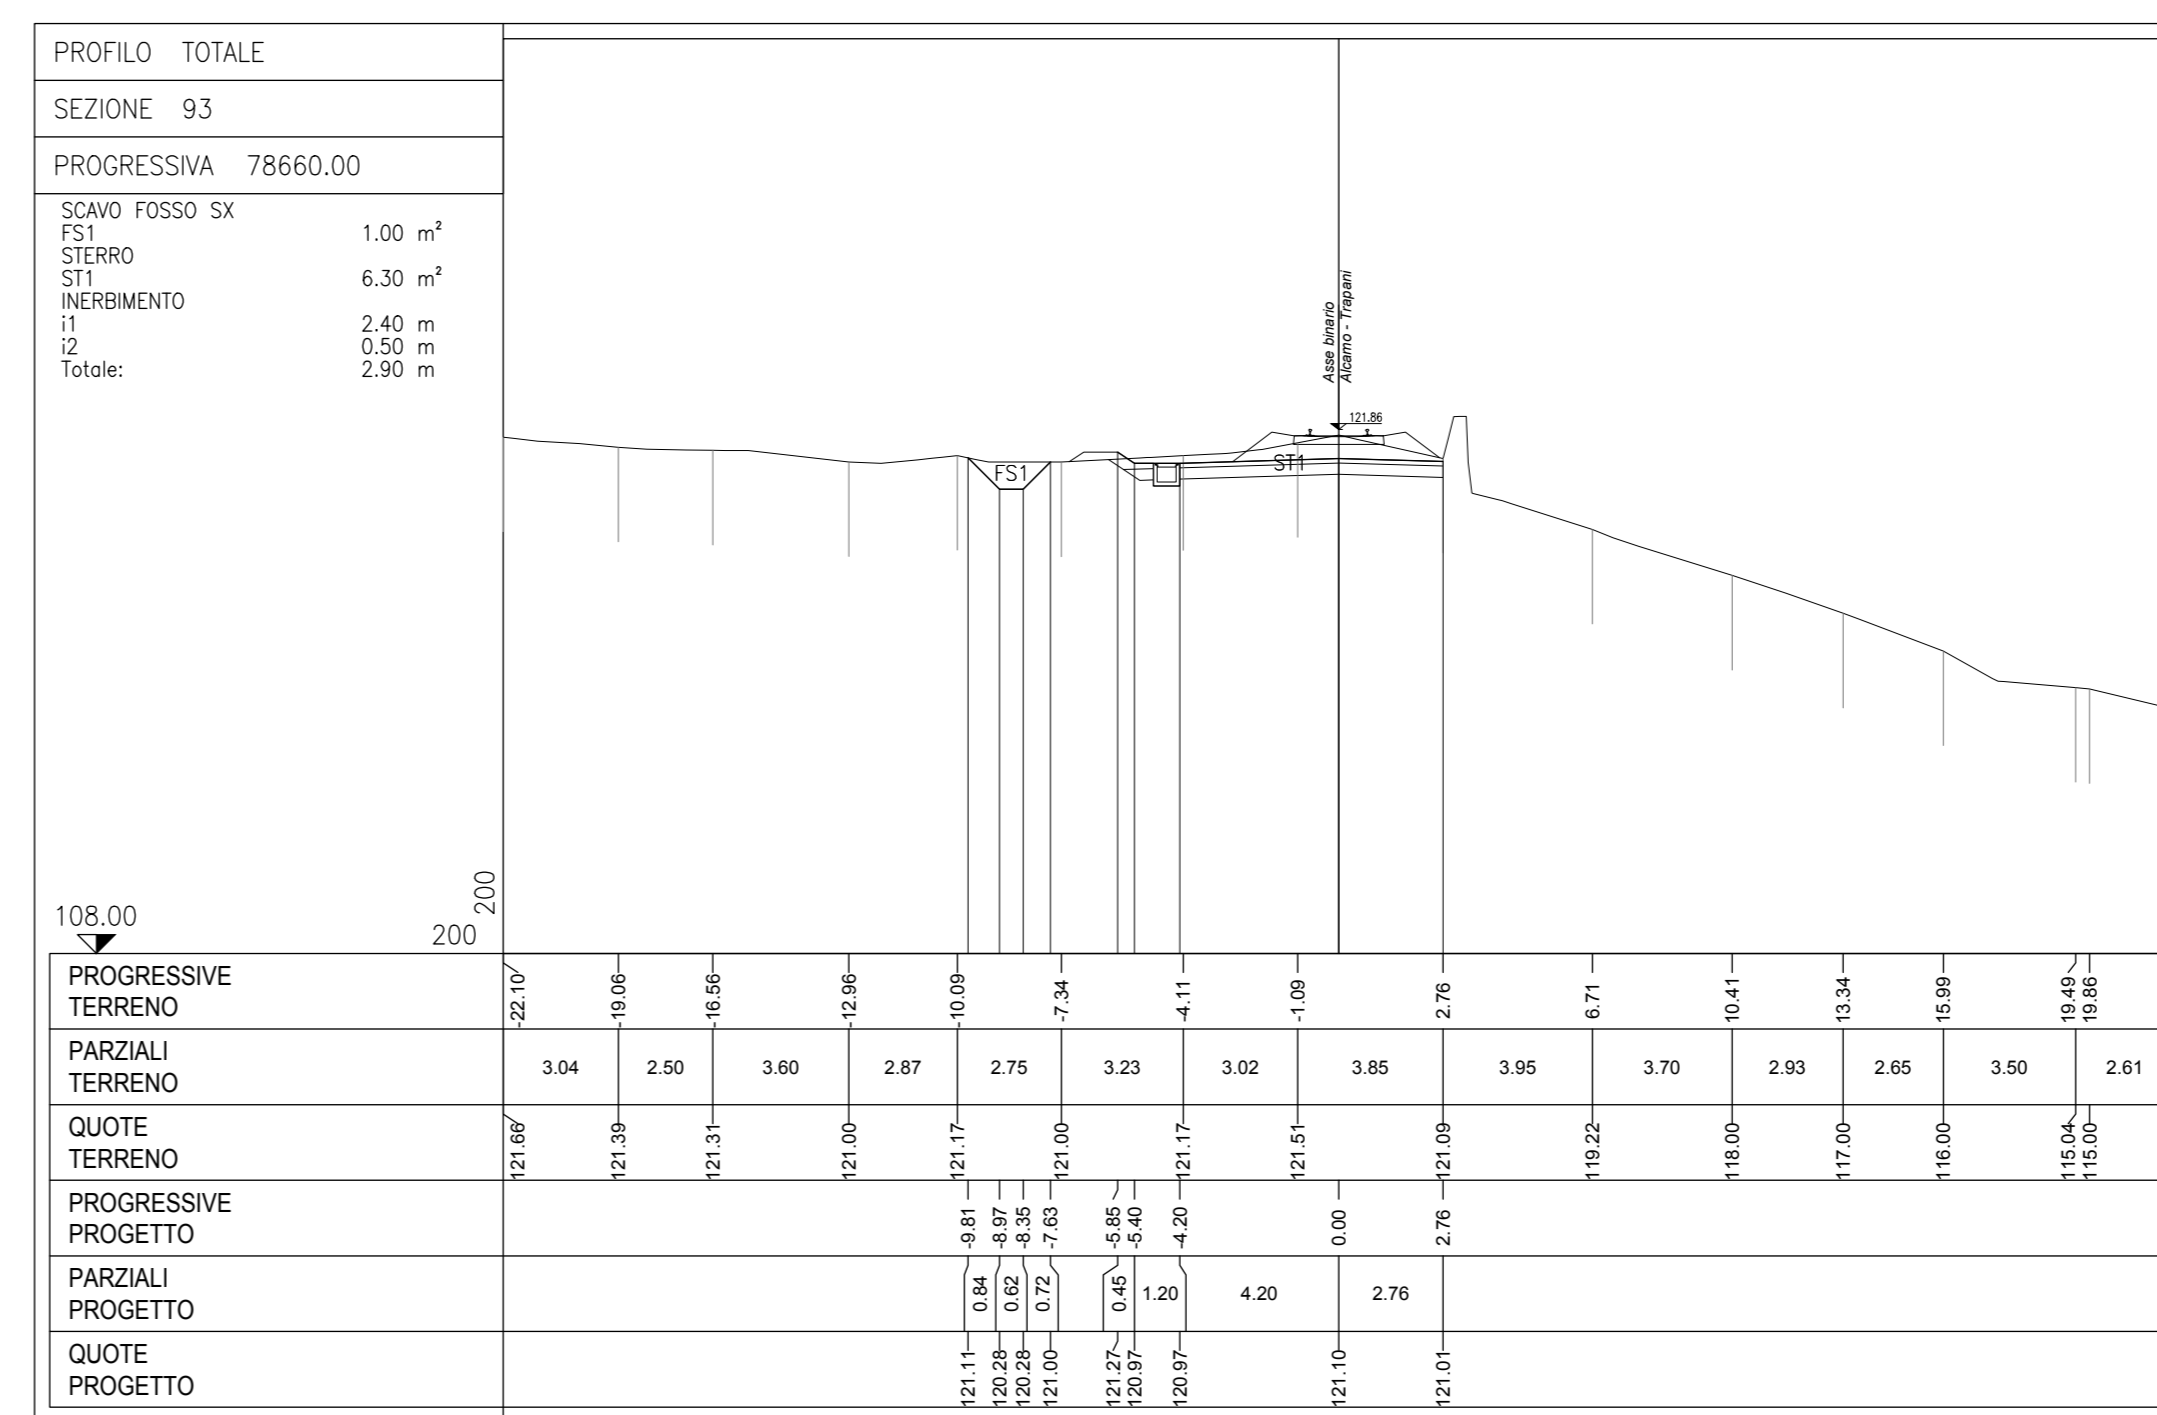 PROFILO TOTALE
SEZIONE 93
PROGRESSIVA 78660.00
SCAVO FOSSO SX
FS1 1.00 m²
STERRO
ST1 6.30 m²
INERBIMENTO
i1 2.40 m
i2 0.50 m
Totale: 2.90 m
Asse binario
Alcamo - Trapani
121.86
FS1
ST1
108.00
200
200
PROGRESSIVE
TERRENO
-22.10 -19.06 -16.56 -12.96 -10.09 -7.34 -4.11 -1.09 2.76 6.71 10.41 13.34 15.99 19.49 19.86
PARZIALI
TERRENO
3.04 2.50 3.60 2.87 2.75 3.23 3.02 3.85 3.95 3.70 2.93 2.65 3.50 2.61
QUOTE
TERRENO
121.66 121.39 121.31 121.00 121.17 121.00 121.17 121.51 121.09 119.22 118.00 117.00 116.00 115.04 115.00
PROGRESSIVE
PROGETTO
-9.81 -8.97 -8.35 -7.63 -5.85 -5.40 -4.20 0.00 2.76
PARZIALI
PROGETTO
0.84 0.62 0.72 0.45 1.20 4.20 2.76
QUOTE
PROGETTO
121.11 120.28 120.28 121.00 121.27 120.97 120.97 121.10 121.01